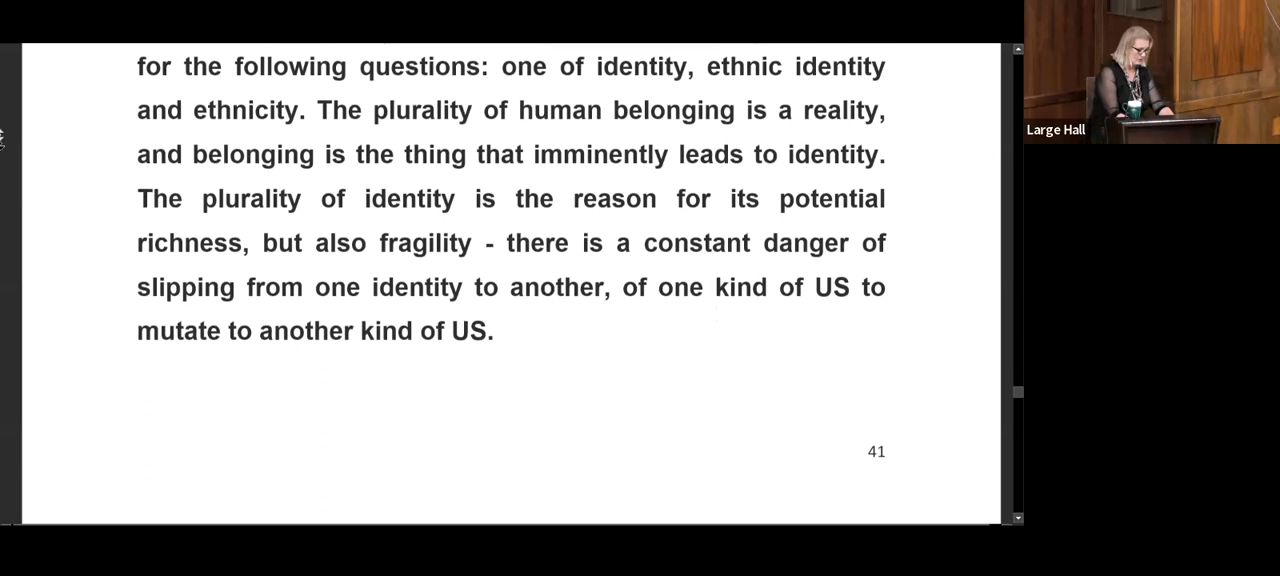 for the following questions: one of identity, ethnic identity
and ethnicity. The plurality of human belonging is a reality,
and belonging is the thing that imminently leads to identity.
The plurality of identity is the reason for its potential
richness, but also fragility - there is a constant danger of
slipping from one identity to another, of one kind of US to
mutate to another kind of US.
41
Large Hall